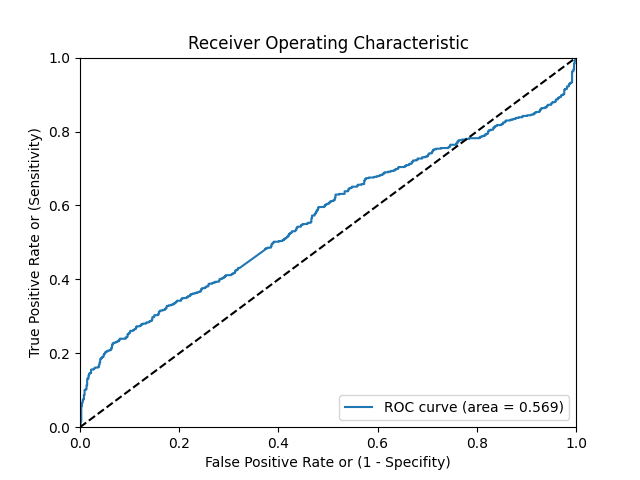 Receiver Operating Characteristic
1.0
0.8
0.6
0.4
0.2
0.0
True Positive Rate or (Sensitivity)
ROC curve (area = 0.569)
0.0 0.2 0.4 0.6 0.8 1.0
False Positive Rate or (1 - Specifity)